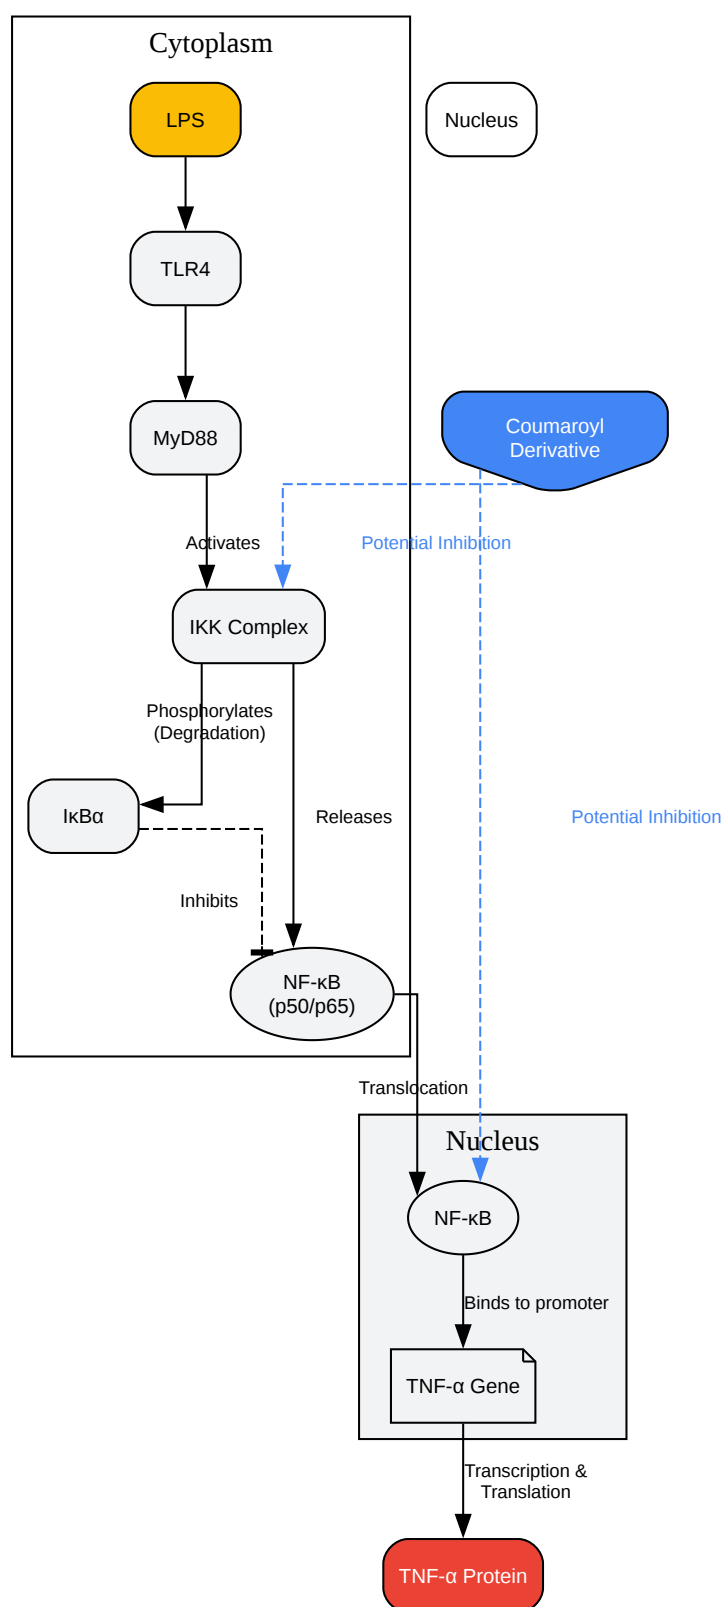 Cytoplasm
LPS
Nucleus
TLR4
MyD88
Coumaroyl
Derivative
Activates
Potential Inhibition
IKK Complex
Phosphorylates
(Degradation)
IκBα
Releases
Potential Inhibition
Inhibits
NF-κB
(p50/p65)
Translocation
Nucleus
NF-κB
Binds to promoter
TNF-α Gene
Transcription &
Translation
TNF-α Protein